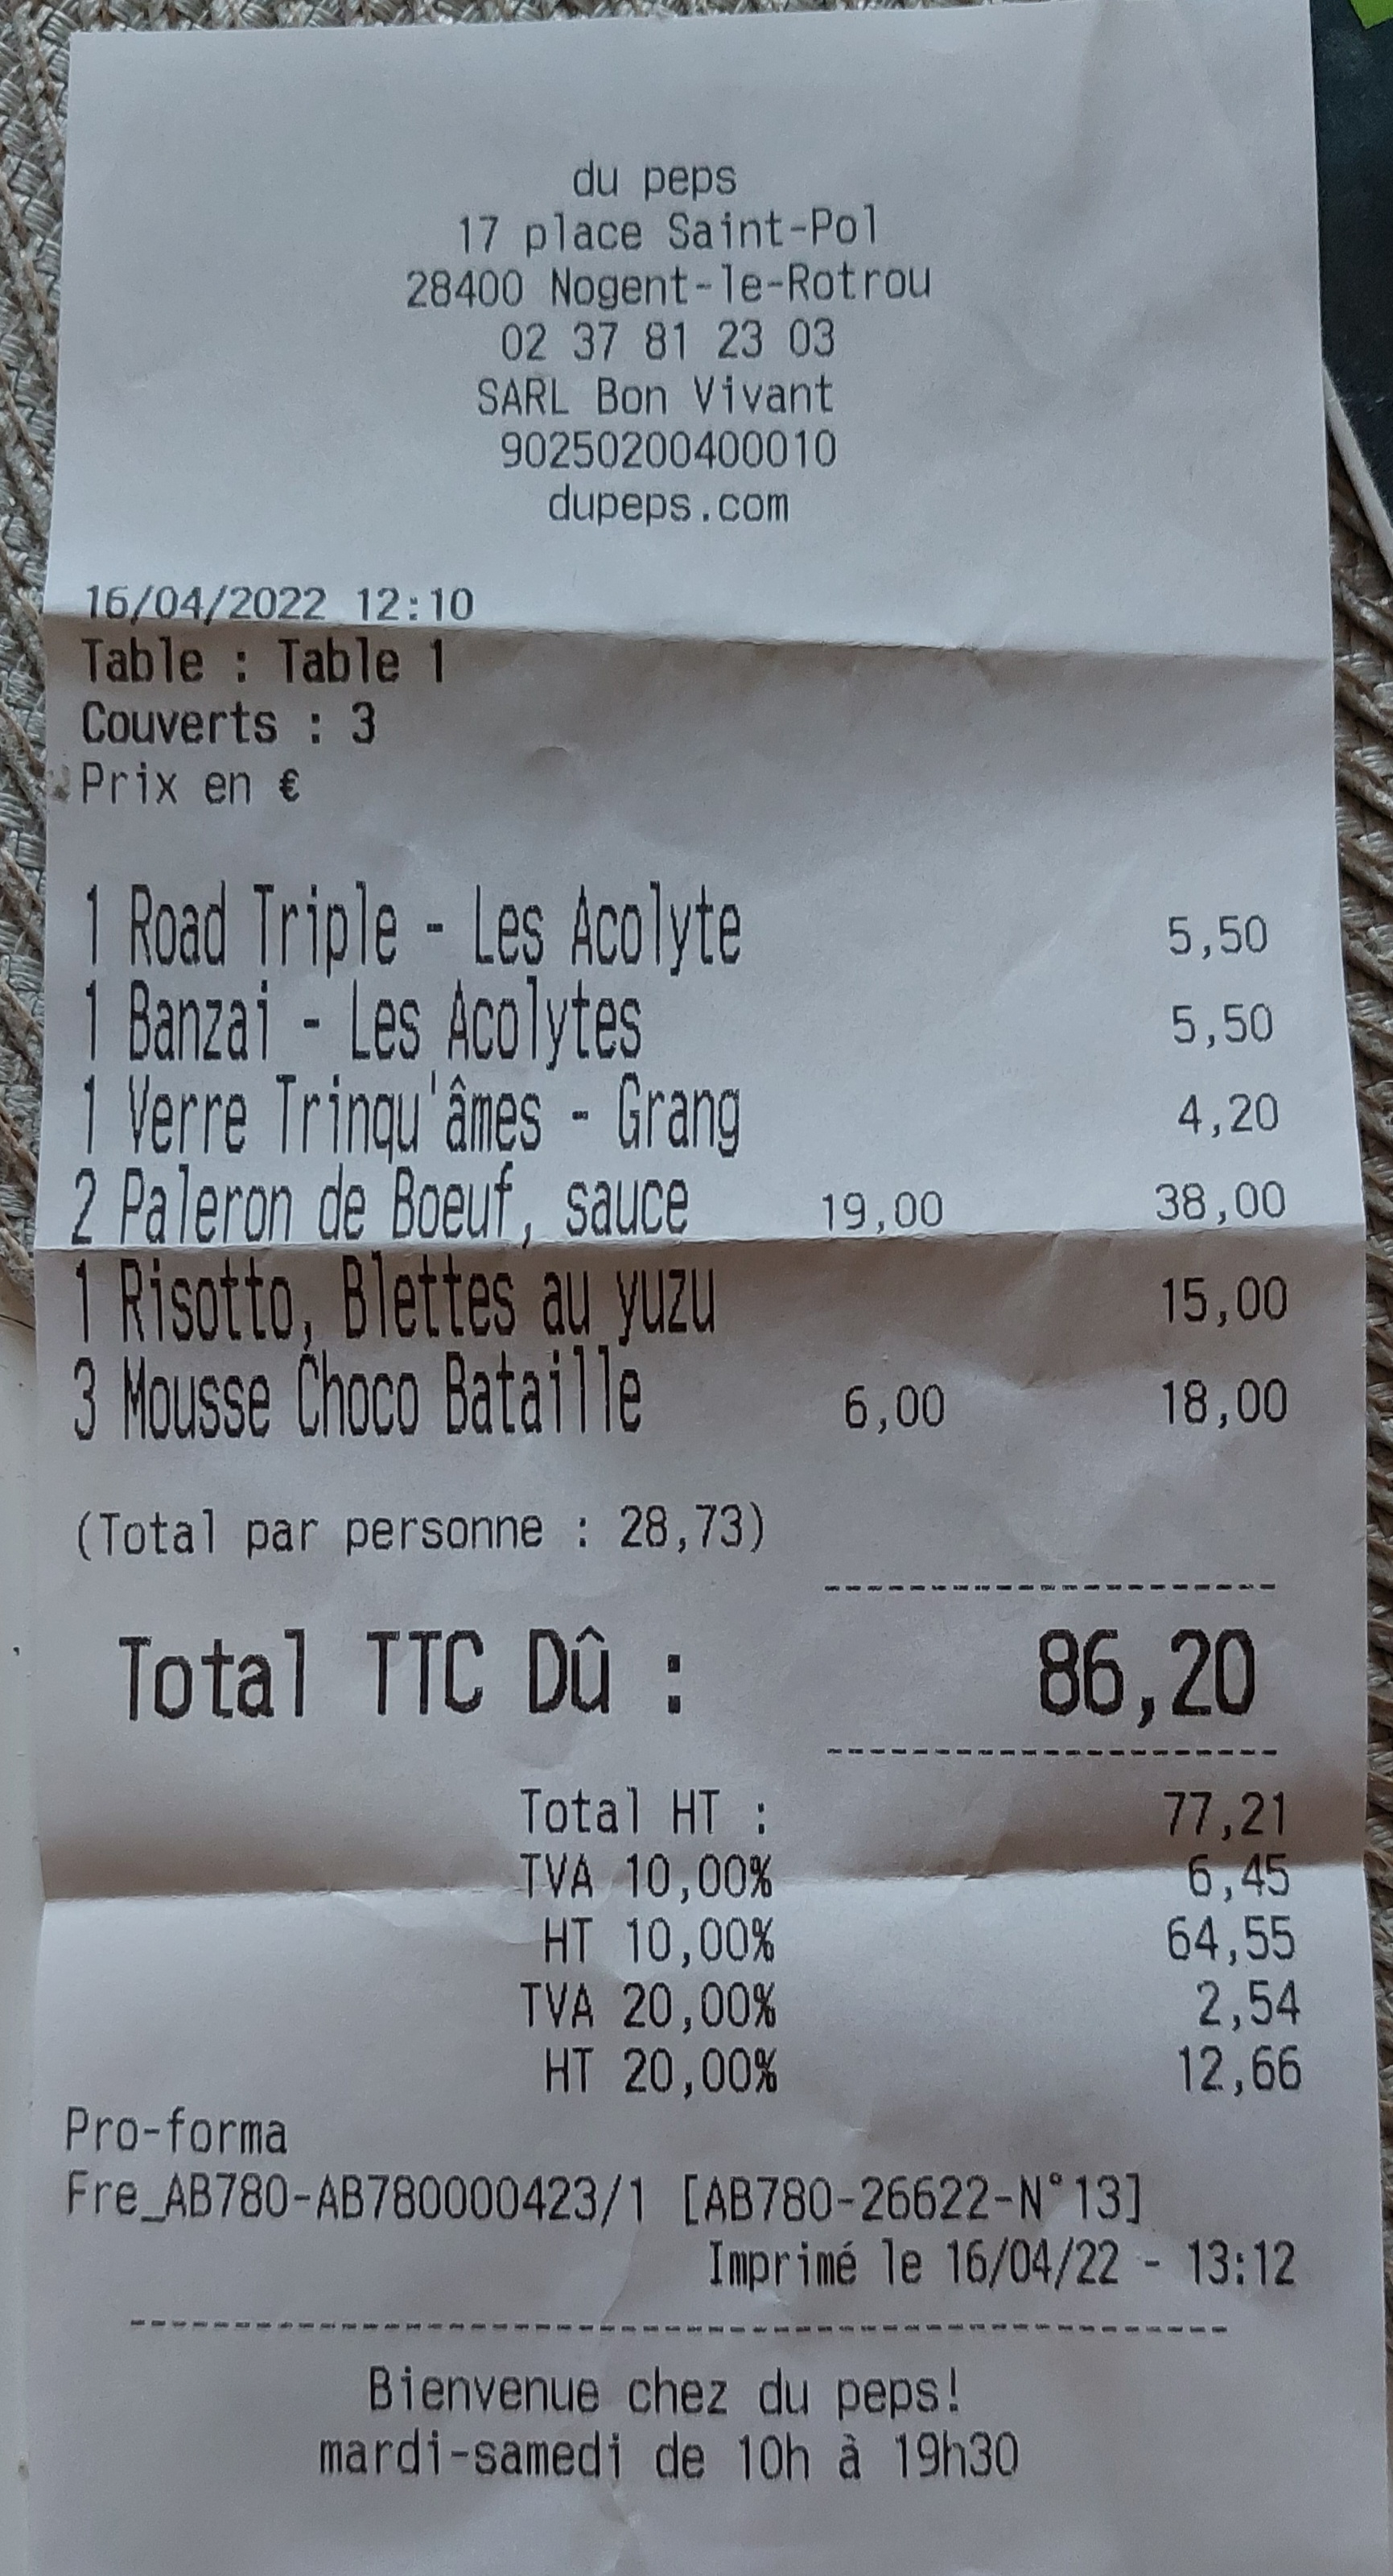 du peps
17 place Saint-Pol
28400 Nogent-le-Rotrou
02 37 81 23 03
SARL Bon Vivant
90250200400010
dupeps.com
16/04/2022 12:10
Table : Table 1
Couverts : 3
Prix en €
1 Road Triple - Les Acolyte 5,50
1 Banzai - Les Acolytes 5,50
1 Verre Trinqu'âmes - Grang 4,20
2 Paleron de Boeuf, sauce 19,00 38,00
1 Risotto, Blettes au yuzu 15,00
3 Mousse Choco Bataille 6,00 18,00
(Total par personne : 28,73)
Total TTC Dû : 86,20
Total HT : 77,21
TVA 10,00% 6,45
HT 10,00% 64,55
TVA 20,00% 2,54
HT 20,00% 12,66
Pro-forma
Fre_AB780-AB780000423/1 [AB780-26622-N°13]
Imprimé le 16/04/22 - 13:12
Bienvenue chez du peps!
mardi-samedi de 10h à 19h30